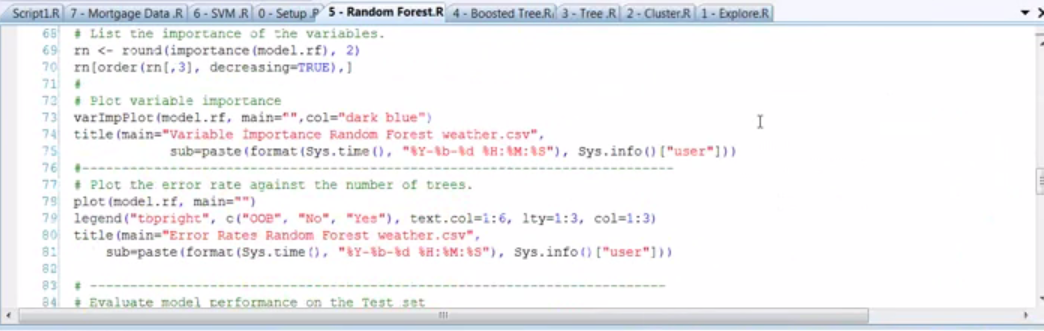 Script1.R 7 - Mortgage Data .R 6 - SVM .R 0 - Setup .R 5 - Random Forest.R 4 - Boosted Tree.R 3 - Tree .R 2 - Cluster.R 1 - Explore.R
68 # List the importance of the variables.
69 rn <- round(importance(model.rf), 2)
70 rn[order(rn[,3], decreasing=TRUE),]
71 #
72 # Plot variable importance
73 varImpPlot(model.rf, main="",col="dark blue")
74 title(main="Variable Importance Random Forest weather.csv",
75 sub=paste(format(Sys.time(), "%Y-%b-%d %H:%M:%S"), Sys.info()["user"]))
76 #---------------------------------------------------------------------------
77 # Plot the error rate against the number of trees.
78 plot(model.rf, main="")
79 legend("topright", c("OOB", "No", "Yes"), text.col=1:6, lty=1:3, col=1:3)
80 title(main="Error Rates Random Forest weather.csv",
81 sub=paste(format(Sys.time(), "%Y-%b-%d %H:%M:%S"), Sys.info()["user"]))
82
83 # -------------------------------------------------------------------------
84 # Evaluate model performance on the Test set